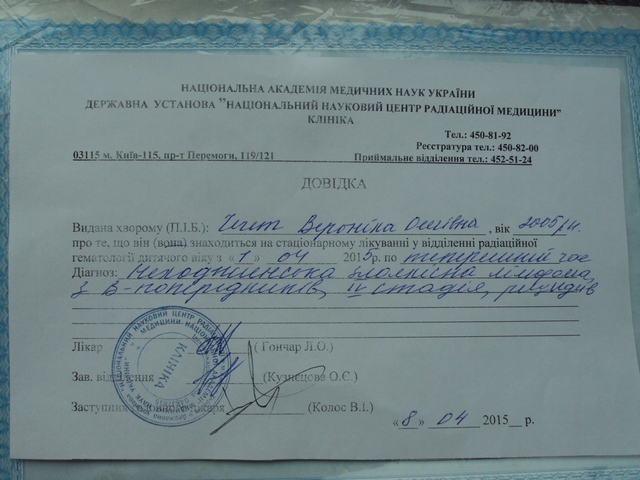 НАЦІОНАЛЬНА АКАДЕМІЯ МЕДИЧНИХ НАУК УКРАЇНИ
ДЕРЖАВНА УСТАНОВА "НАЦІОНАЛЬНИЙ НАУКОВИЙ ЦЕНТР РАДІАЦІЙНОЇ МЕДИЦИНИ"
КЛІНІКА
Тел.: 450-81-92
Реєстратура тел.: 450-82-00
03115 м. Київ-115, пр-т Перемоги, 119/121 Приймальне відділення тел.: 452-51-24
ДОВІДКА
Видана хворому (П.І.Б.): Вероніка , вік 2005
про те, що він (вона) знаходиться на стаціонарному лікуванні у відділенні радіаційної
гематології дитячого віку з «7» 04 2015р. по теперішній час
Діагноз: Неходжкінська злоякісна лімфома,
з В-попередників, IV стадія, рецидив
Лікар ( Гончар Л.О.)
Зав. відділення (Кузнєцова О.Є.)
Заступник (Колос В.І.)
«8» 04 2015 р.
КЛІНІКА